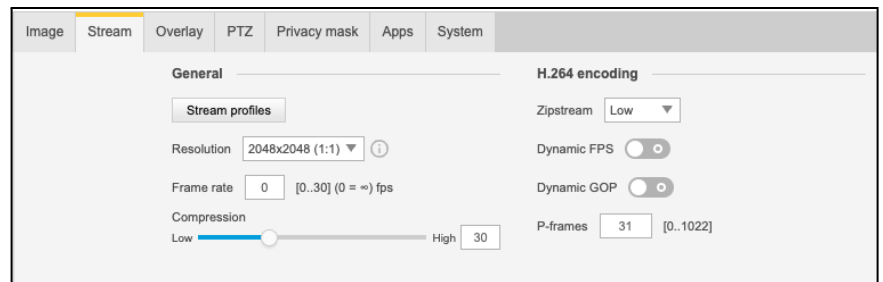 Image Stream Overlay PTZ Privacy mask Apps System
General
Stream profiles
Resolution 2048x2048 (1:1)
Frame rate 0 [0..30] (0 = ∞) fps
Compression
Low High 30
H.264 encoding
Zipstream Low
Dynamic FPS
Dynamic GOP
P-frames 31 [0..1022]